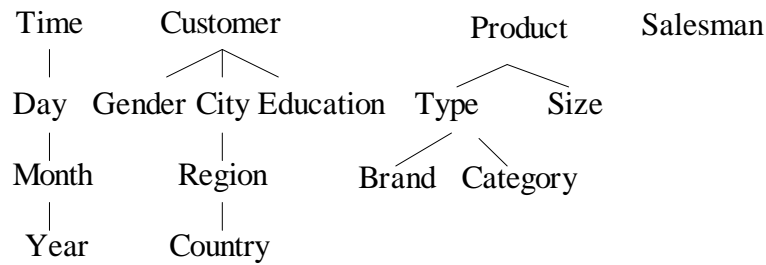 Time Customer Product Salesman
Day Gender City Education Type Size
Month Region Brand Category
Year Country